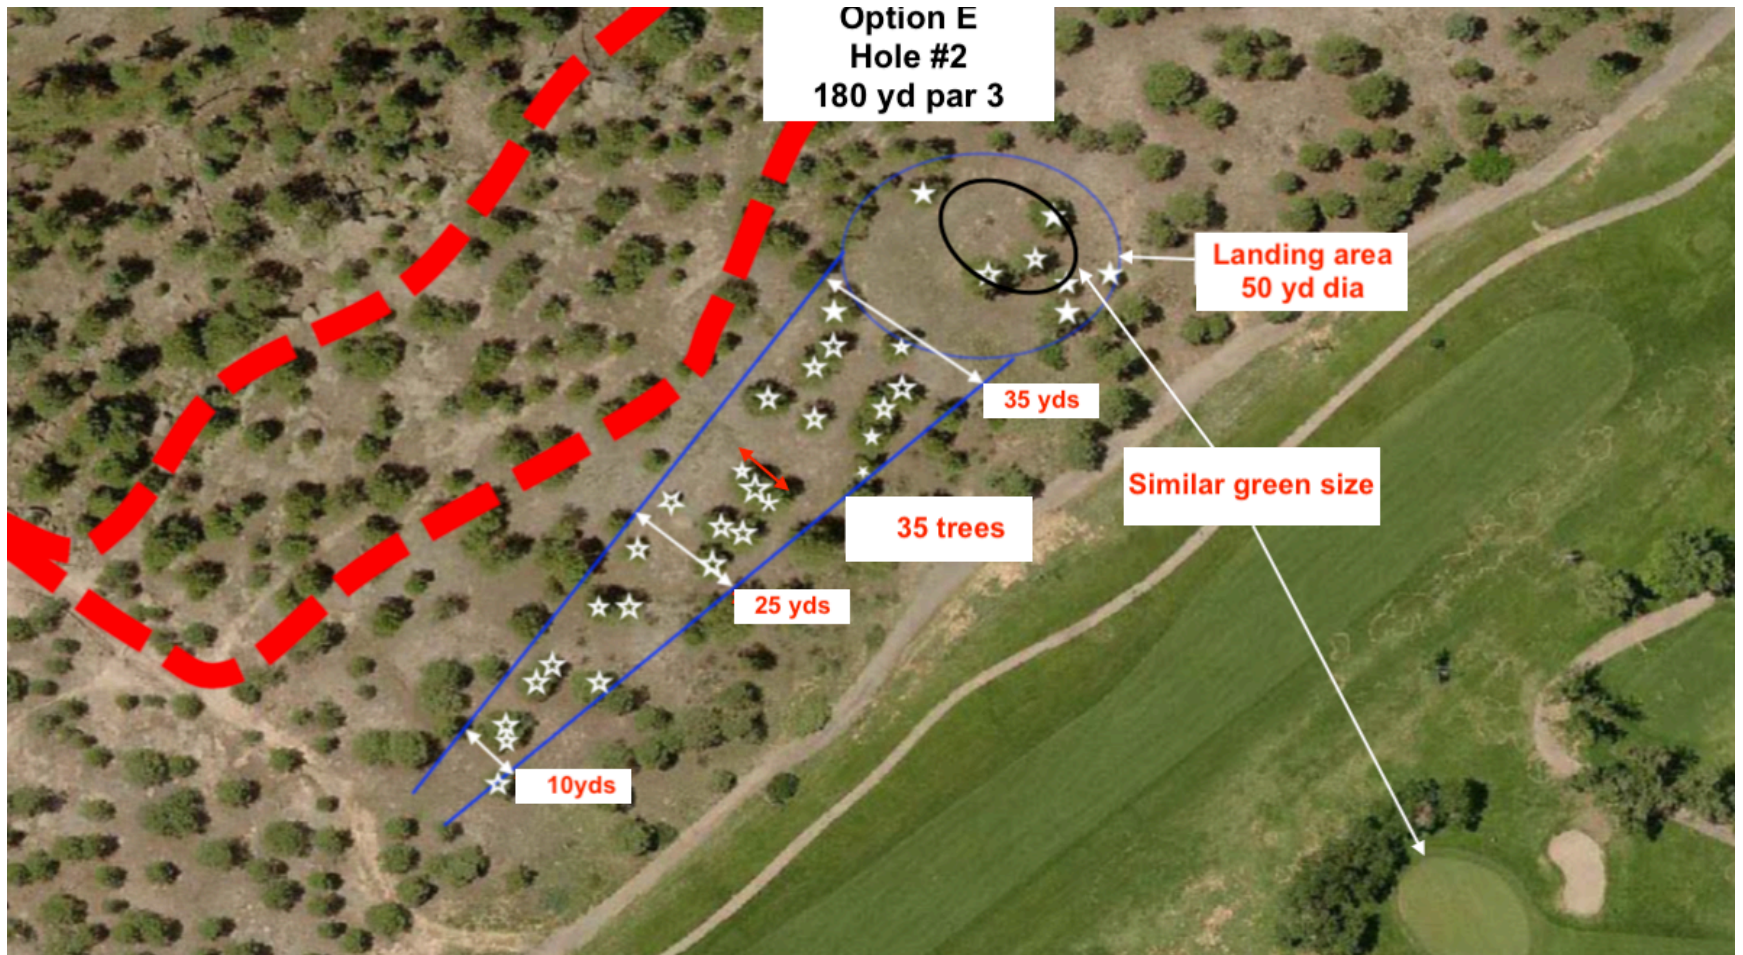 Option E
Hole #2
180 yd par 3
Landing area
50 yd dia
35 yds
Similar green size
35 trees
25 yds
10yds